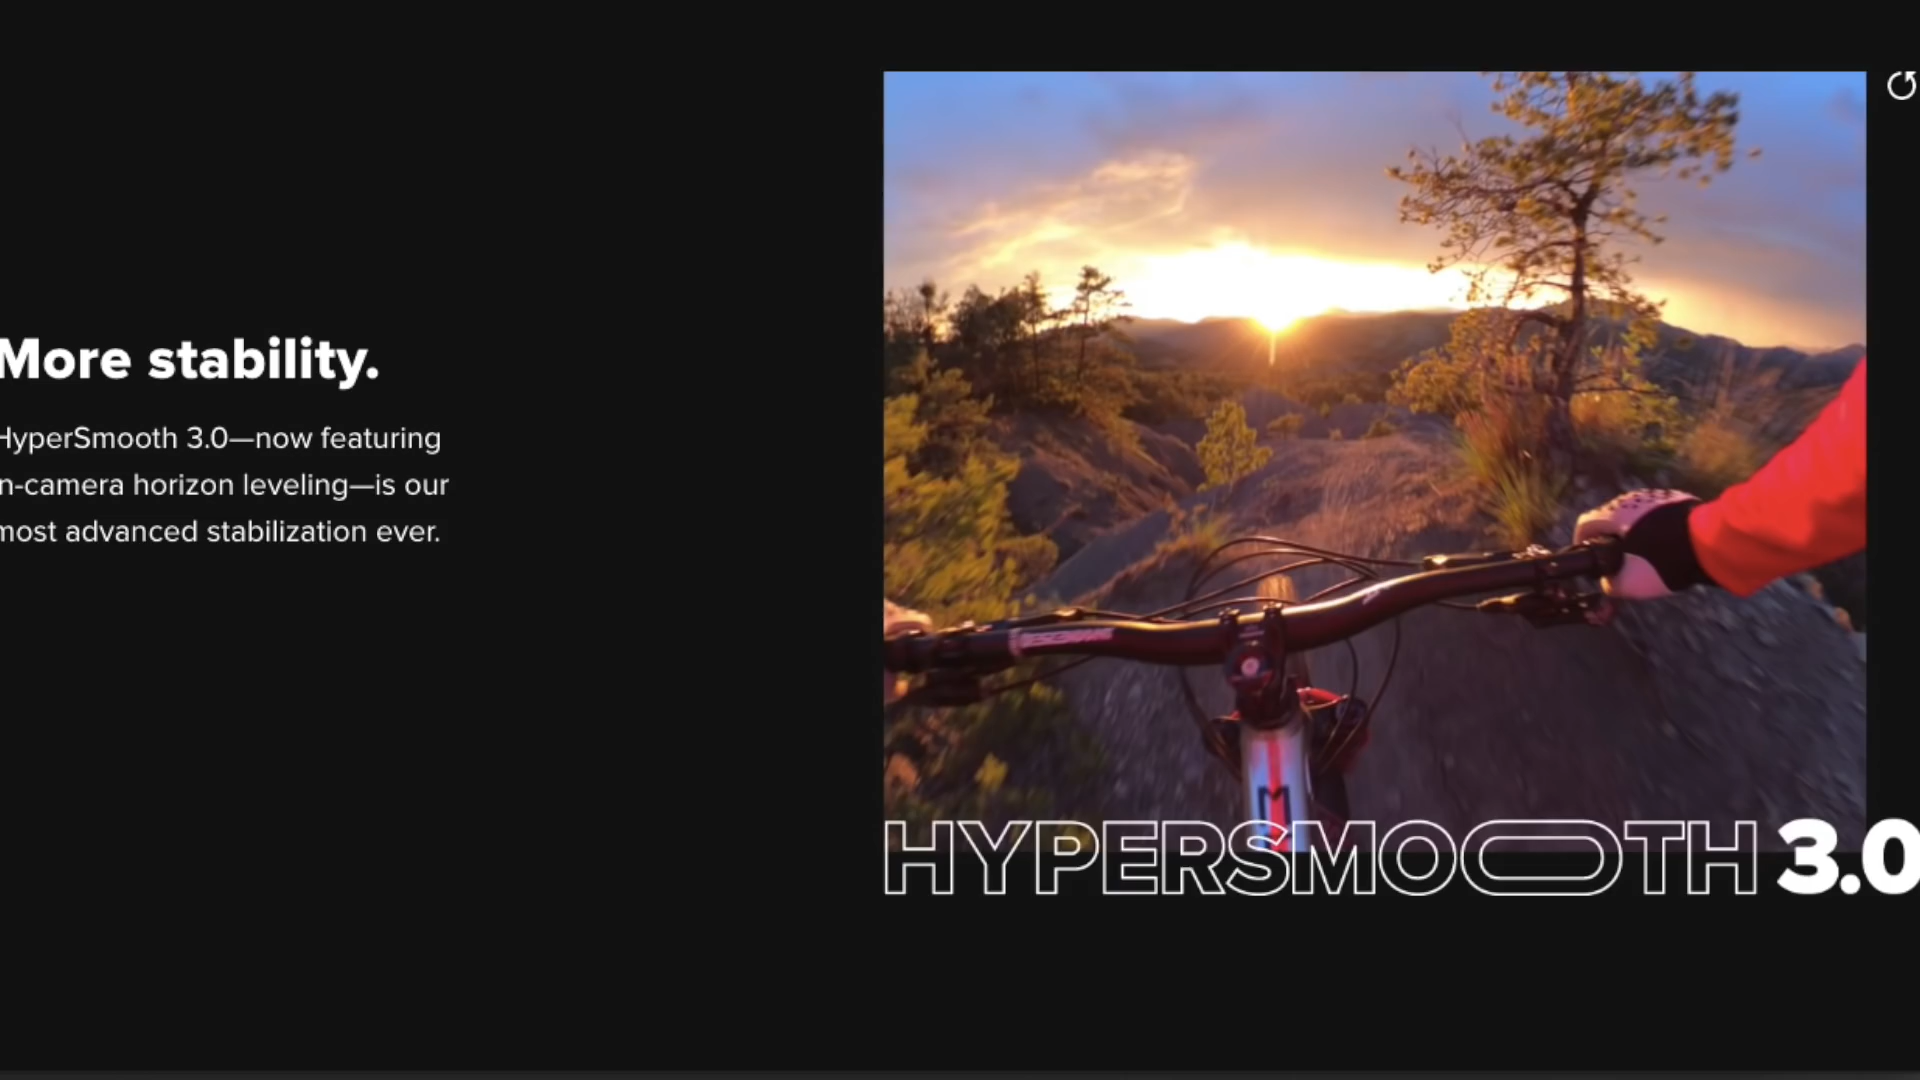 More stability.
HyperSmooth 3.0—now featuring
in-camera horizon leveling—is our
most advanced stabilization ever.
HYPERSMOOTH 3.0